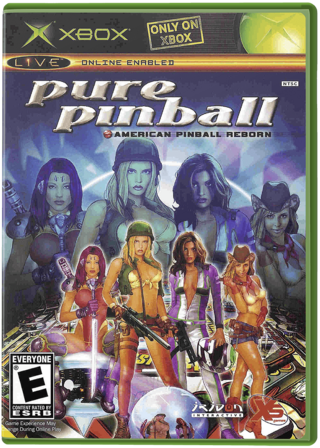 XBOX
ONLY ON
XBOX
LIVE ONLINE ENABLED
NTSC
pure
pinball
AMERICAN PINBALL REBORN
EVERYONE
E
CONTENT RATED BY
ESRB
Game Experience May
Change During Online Play
INTERACTIVE